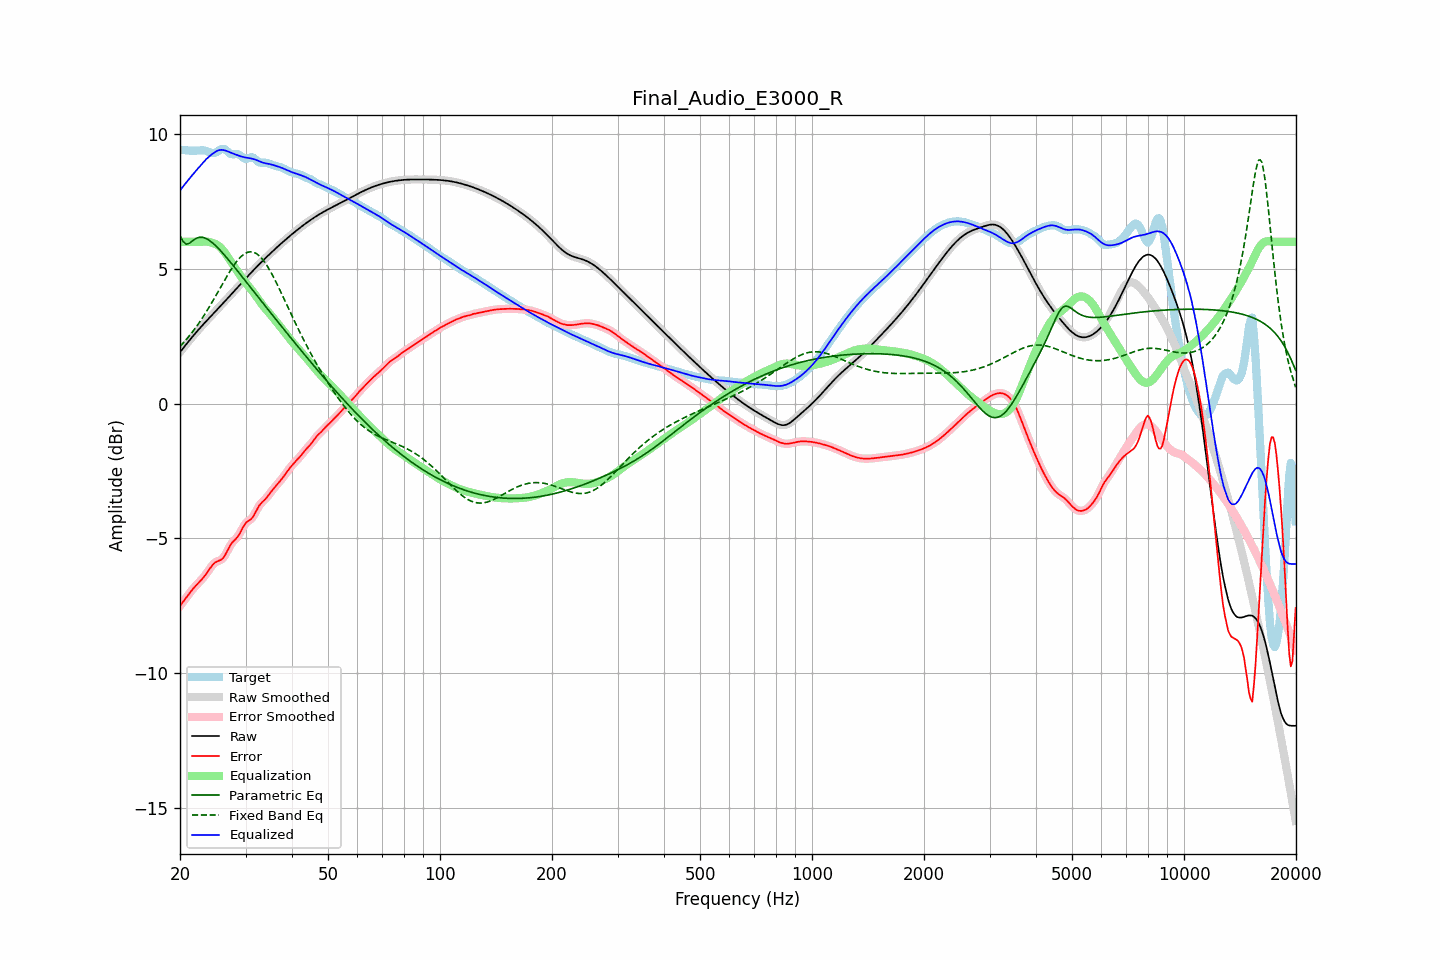 Final_Audio_E3000_R
Amplitude (dBr)
10
5
0
−5
−10
−15
Target
Raw Smoothed
Error Smoothed
Raw
Error
Equalization
Parametric Eq
Fixed Band Eq
Equalized
20 50 100 200 500 1000 2000 5000 10000 20000
Frequency (Hz)